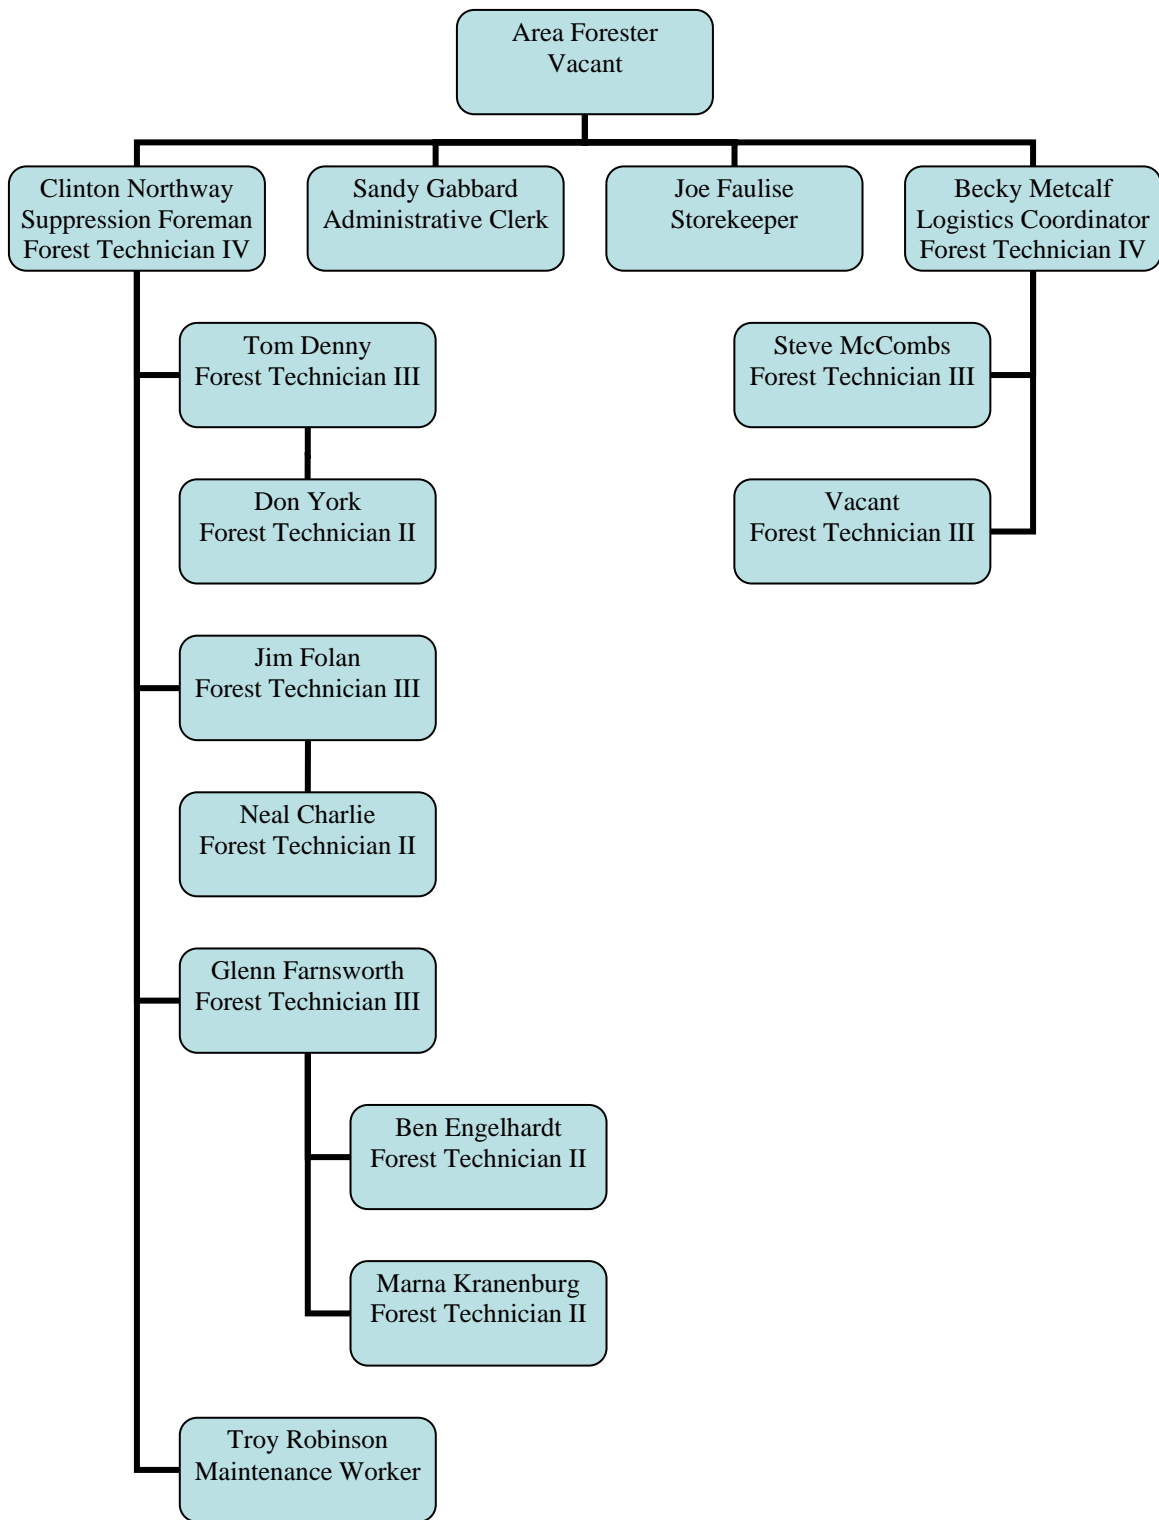 Area Forester
Vacant
Clinton Northway
Suppression Foreman
Forest Technician IV
Sandy Gabbard
Administrative Clerk
Joe Faulise
Storekeeper
Becky Metcalf
Logistics Coordinator
Forest Technician IV
Tom Denny
Forest Technician III
Steve McCombs
Forest Technician III
Don York
Forest Technician II
Vacant
Forest Technician III
Jim Folan
Forest Technician III
Neal Charlie
Forest Technician II
Glenn Farnsworth
Forest Technician III
Ben Engelhardt
Forest Technician II
Marna Kranenburg
Forest Technician II
Troy Robinson
Maintenance Worker